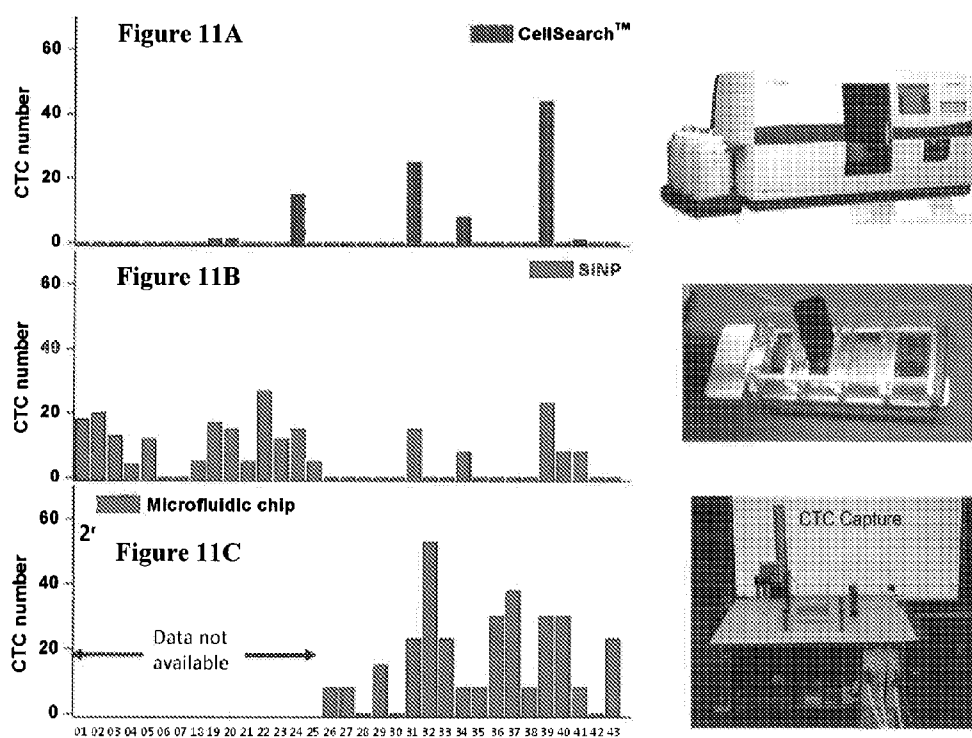 Figure 11A
CellSearch™
60
40
20
0
CTC number
Figure 11B
SINP
60
40
20
0
CTC number
Microfluidic chip
60
2r
Figure 11C
40
20
0
CTC number
Data not
available
CTC Capture
01 02 03 04 05 06 07 18 19 20 21 22 23 24 25 26 27 28 29 30 31 32 33 34 35 36 37 38 39 40 41 42 43